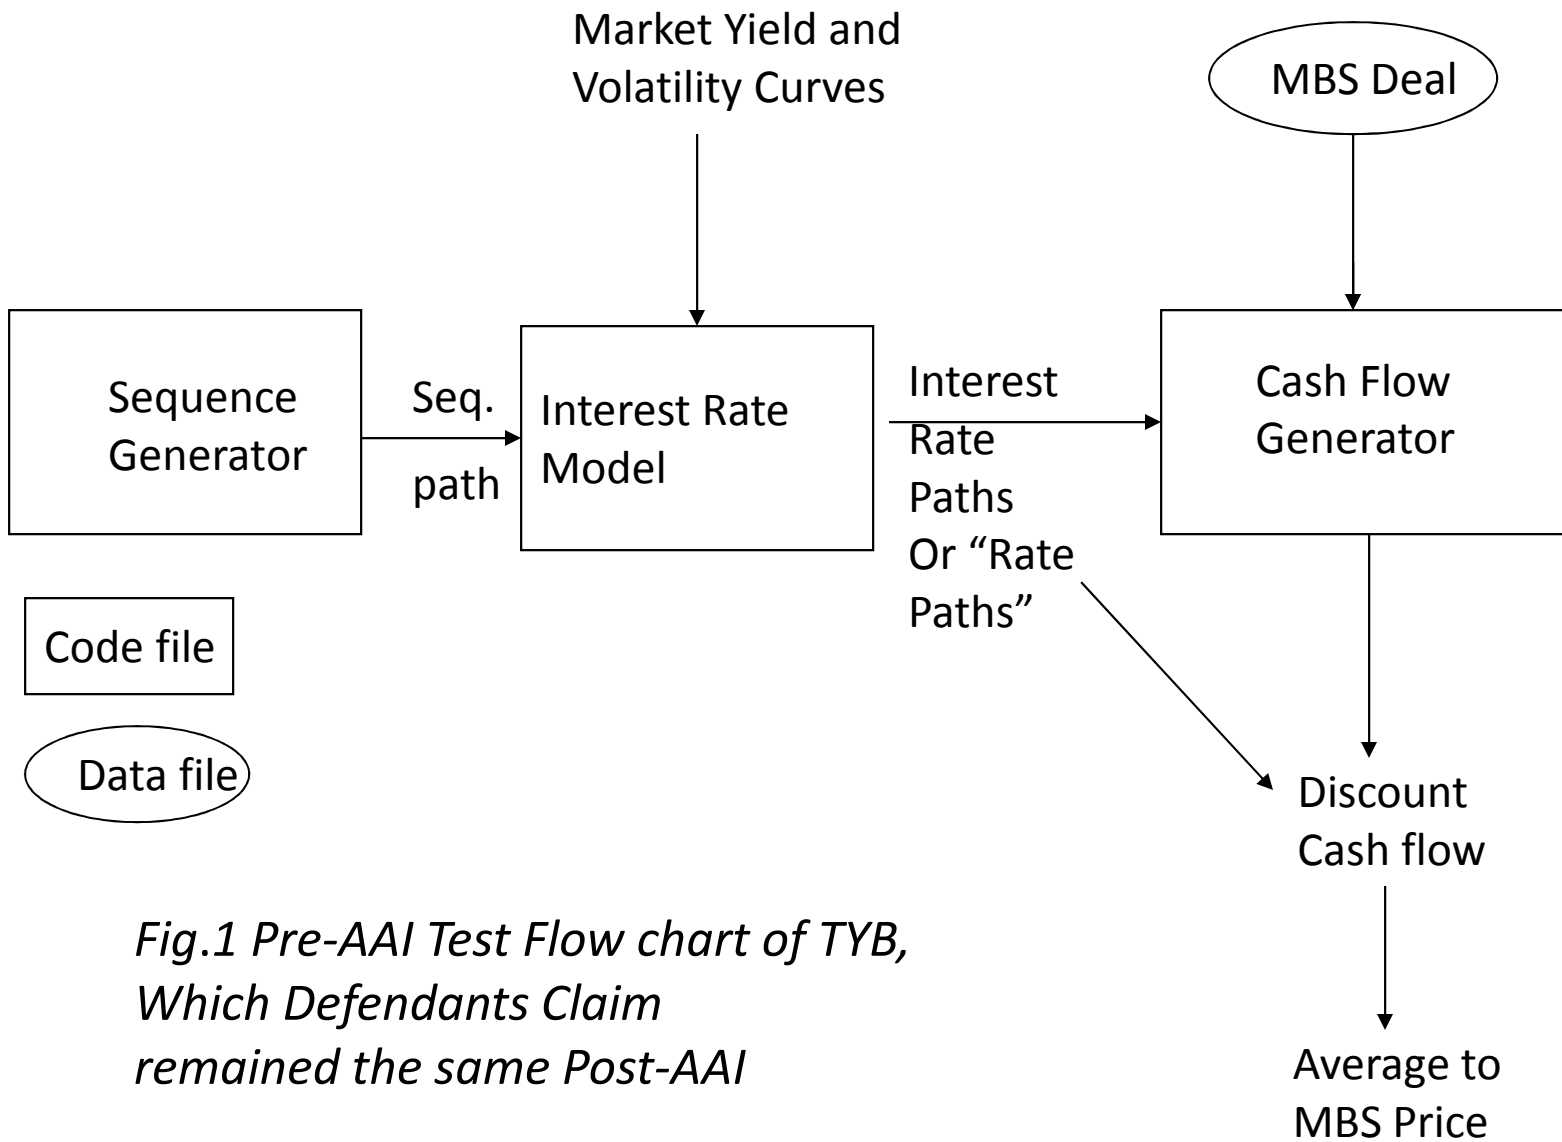 Market Yield and
Volatility Curves
MBS Deal
Sequence
Generator
Seq.
path
Interest Rate
Model
Interest
Rate
Paths
Or “Rate
Paths”
Cash Flow
Generator
Code file
Data file
Discount
Cash flow
Average to
MBS Price
Fig.1 Pre-AAI Test Flow chart of TYB,
Which Defendants Claim
remained the same Post-AAI